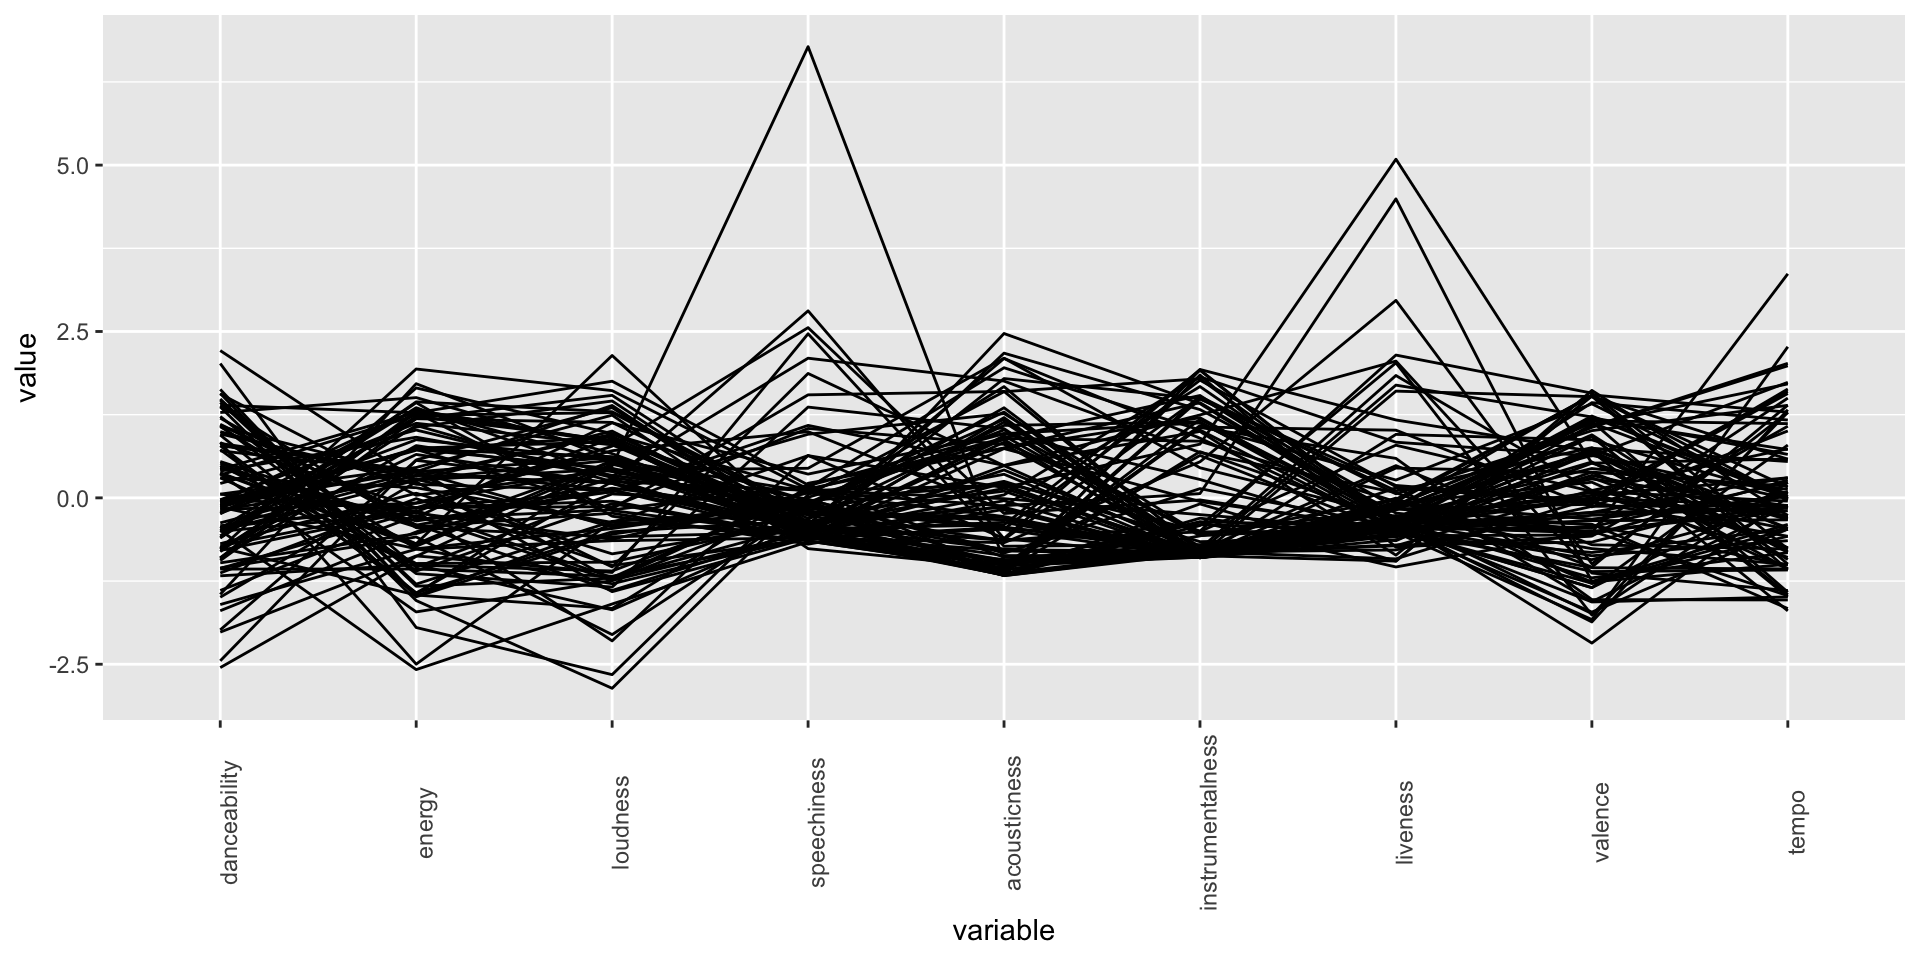 value
5.0
2.5
0.0
-2.5
danceability
energy
loudness
speechiness
acousticness
instrumentalness
liveness
valence
tempo
variable